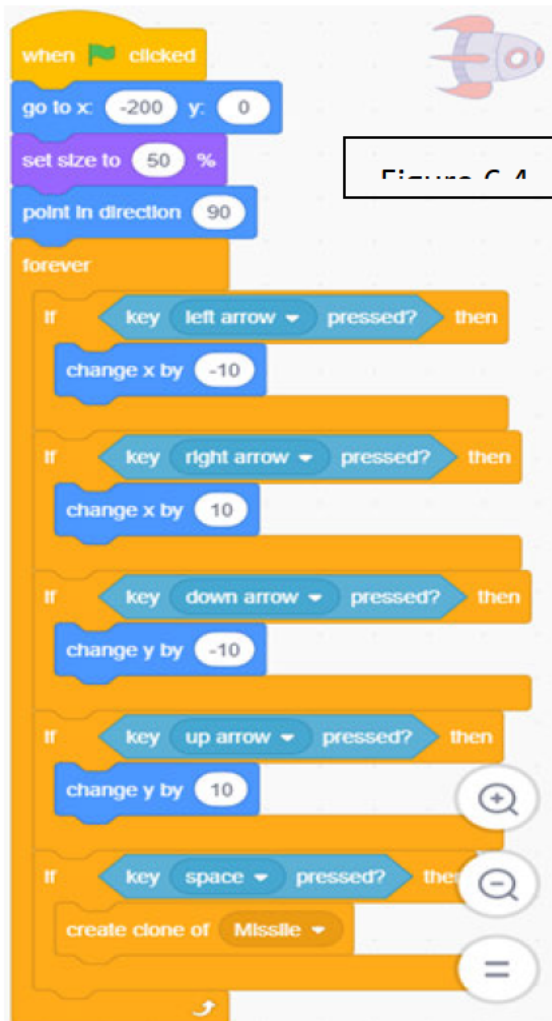 when clicked
go to x: -200 y: 0
set size to 50 %
point in direction 90
forever
If key left arrow pressed? then
change x by -10
If key right arrow pressed? then
change x by 10
If key down arrow pressed? then
change y by -10
If key up arrow pressed? then
change y by 10
If key space pressed? the
create clone of Missile